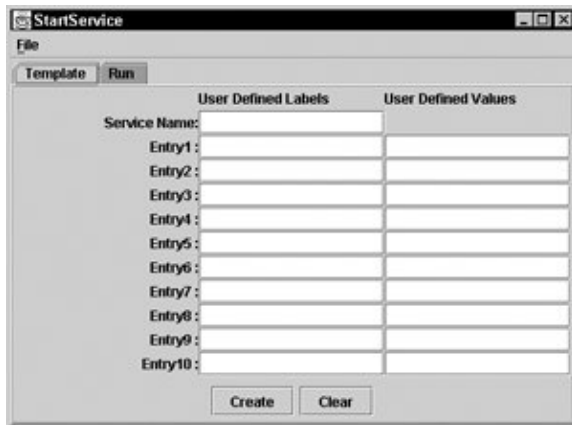 StartService
File
Template Run
User Defined Labels User Defined Values
Service Name:
Entry1 :
Entry2 :
Entry3 :
Entry4 :
Entry5 :
Entry6 :
Entry7 :
Entry8 :
Entry9 :
Entry10 :
Create Clear